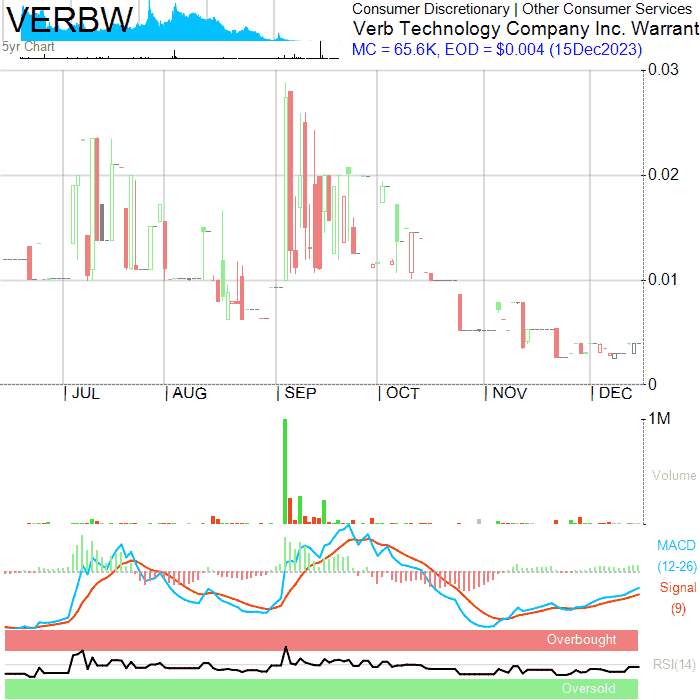 VERBW
5yr Chart
Consumer Discretionary | Other Consumer Services
Verb Technology Company Inc. Warrant
MC = 65.6K, EOD = $0.004 (15Dec2023)
0.03
0.02
0.01
0
| JUL | AUG | SEP | OCT | NOV | DEC
1M
Volume
MACD
(12-26)
Signal
(9)
Overbought
RSI(14)
Oversold